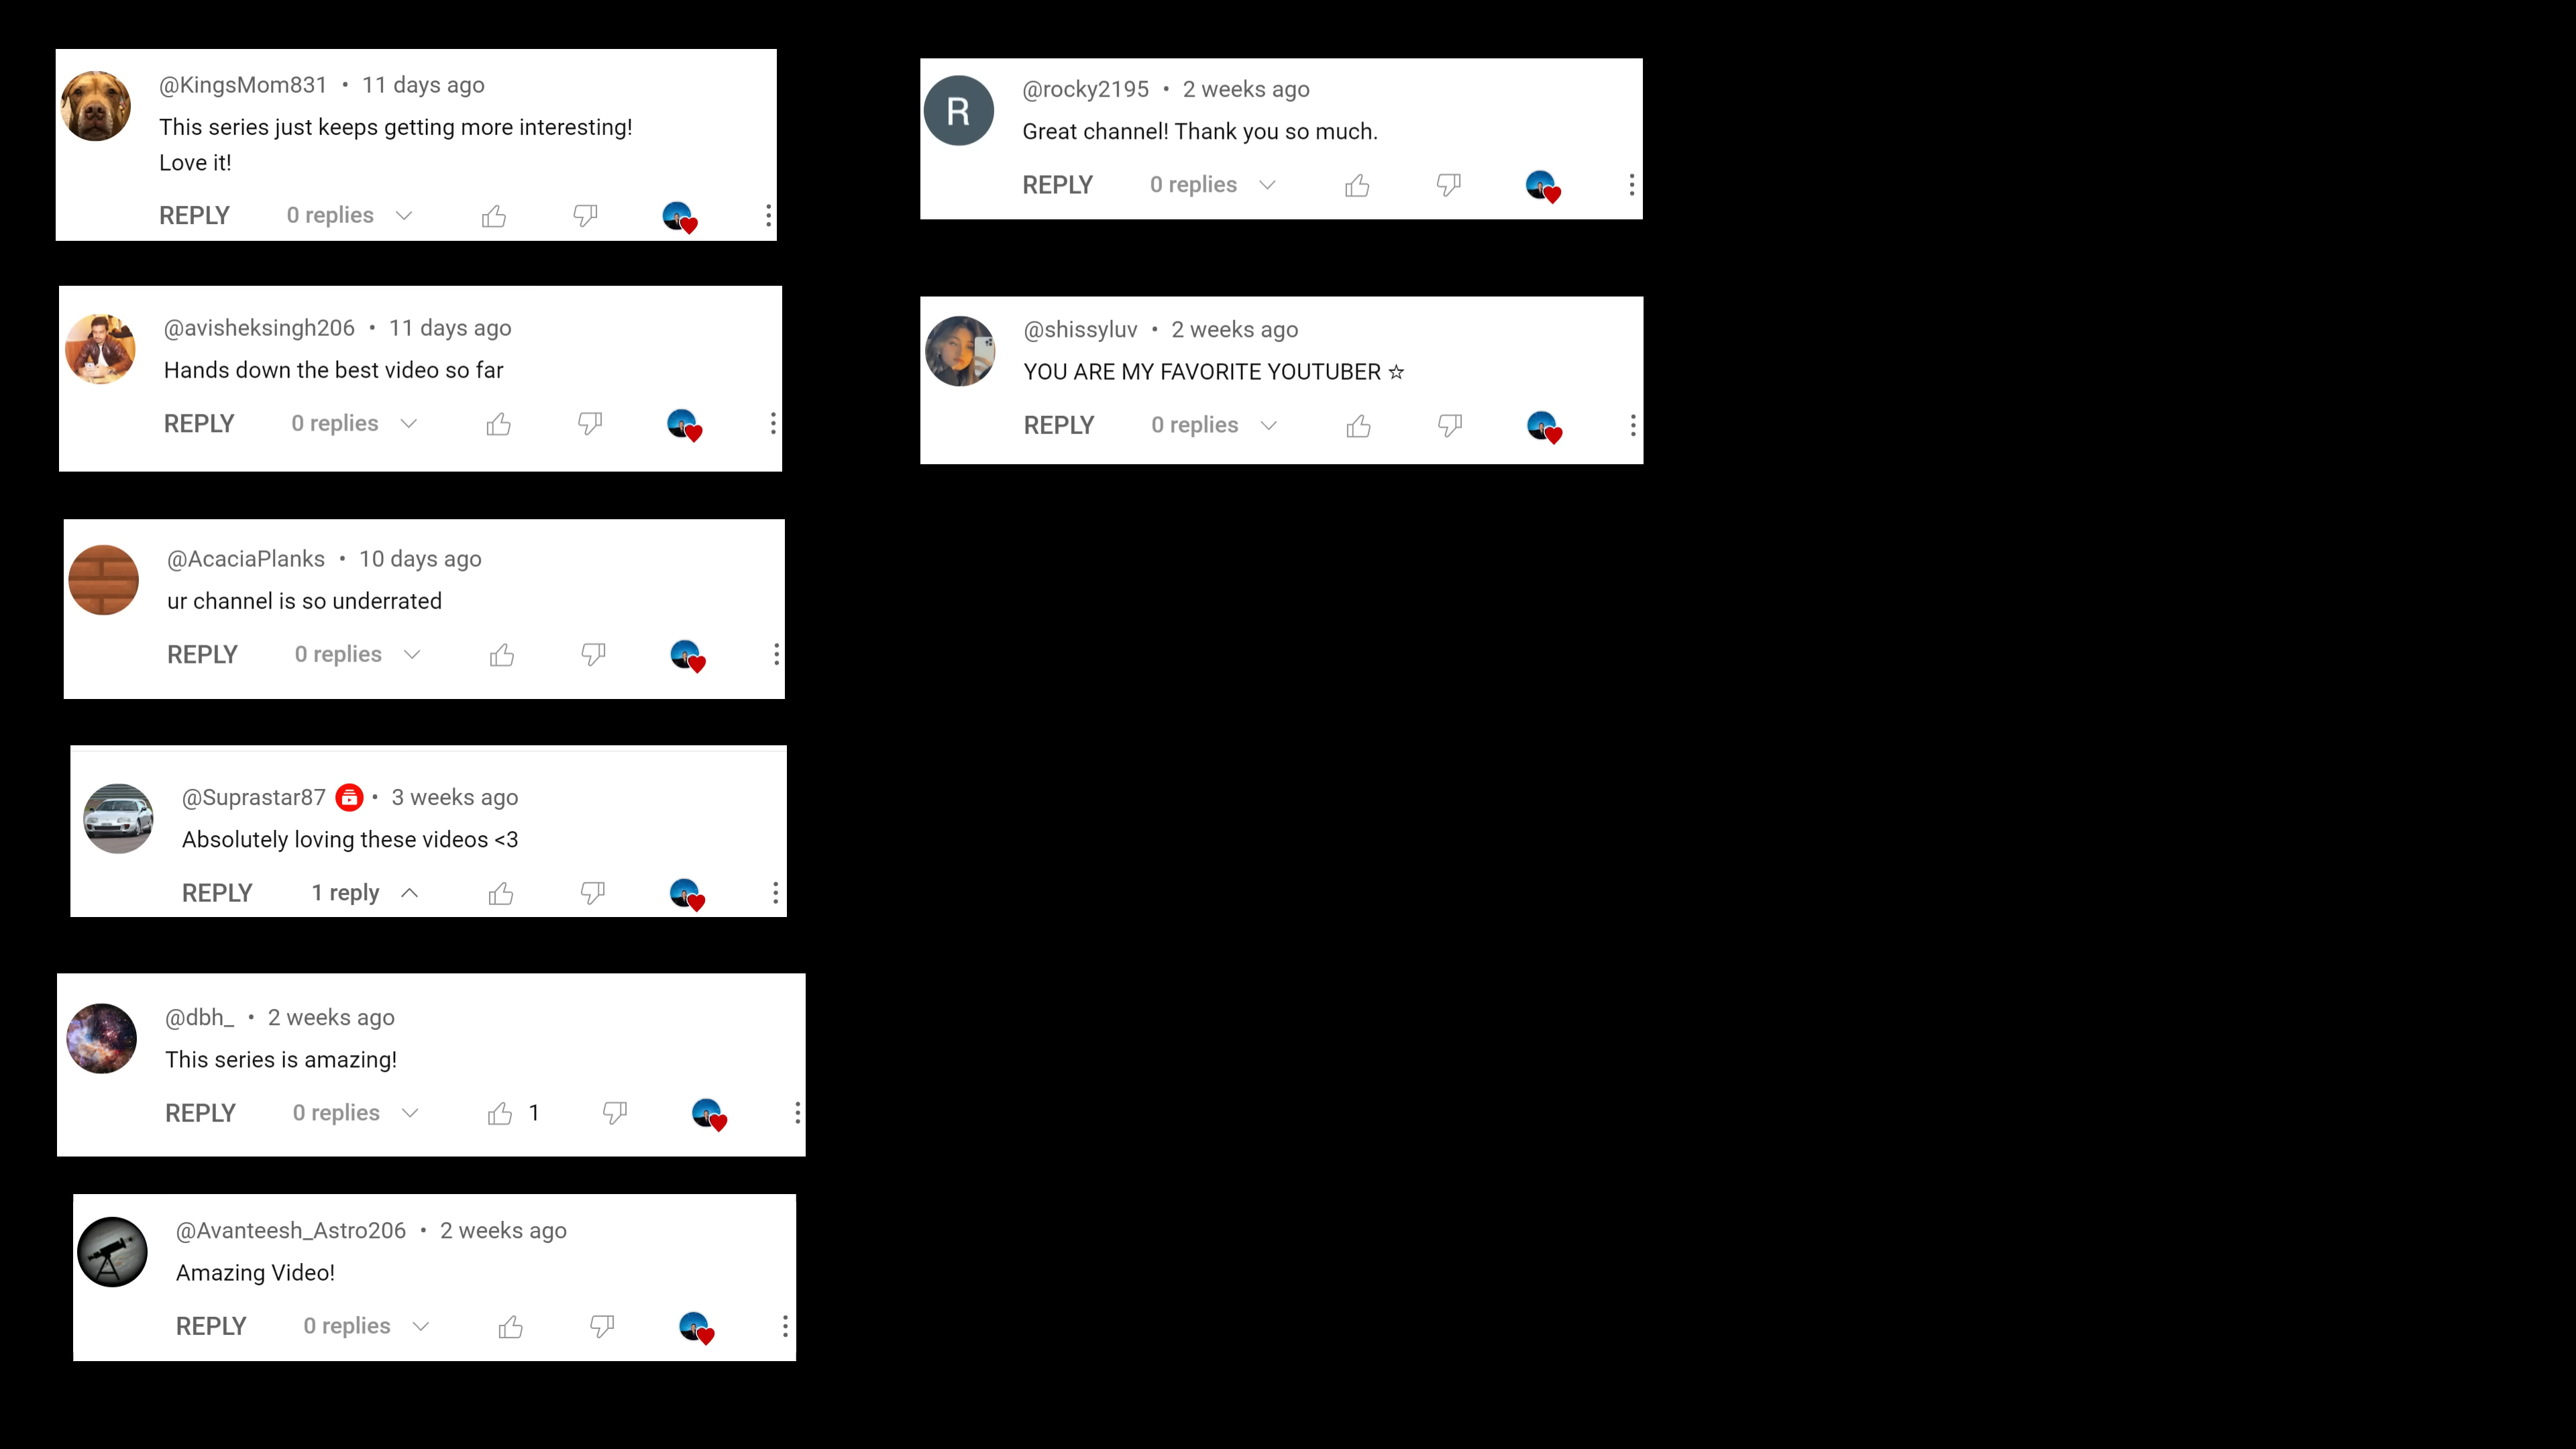 @KingsMom831 • 11 days ago
This series just keeps getting more interesting!
Love it!
REPLY 0 replies
@avisheksingh206 • 11 days ago
Hands down the best video so far
REPLY 0 replies
@AcaciaPlanks • 10 days ago
ur channel is so underrated
REPLY 0 replies
@Suprastar87 • 3 weeks ago
Absolutely loving these videos <3
REPLY 1 reply
@dbh_ • 2 weeks ago
This series is amazing!
REPLY 0 replies 1
@Avanteesh_Astro206 • 2 weeks ago
Amazing Video!
REPLY 0 replies
R
@rocky2195 • 2 weeks ago
Great channel! Thank you so much.
REPLY 0 replies
@shissyluv • 2 weeks ago
YOU ARE MY FAVORITE YOUTUBER ☆
REPLY 0 replies